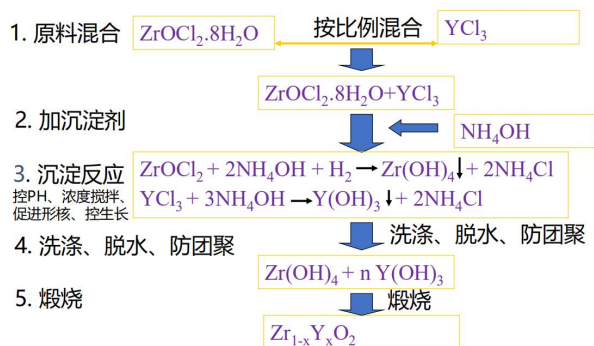 1. 原料混合 ZrOCl₂.8H₂O 按比例混合 YCl₃
ZrOCl₂.8H₂O+YCl₃
2. 加沉淀剂 NH₄OH
3. 沉淀反应
控PH、浓度搅拌、
促进形核、控生长
ZrOCl₂ + 2NH₄OH + H₂ → Zr(OH)₄↓ + 2NH₄Cl
YCl₃ + 3NH₄OH → Y(OH)₃↓ + 2NH₄Cl
4. 洗涤、脱水、防团聚 洗涤、脱水、防团聚
Zr(OH)₄ + n Y(OH)₃
5. 煅烧 煅烧
Zr₁₋ₓYₓO₂